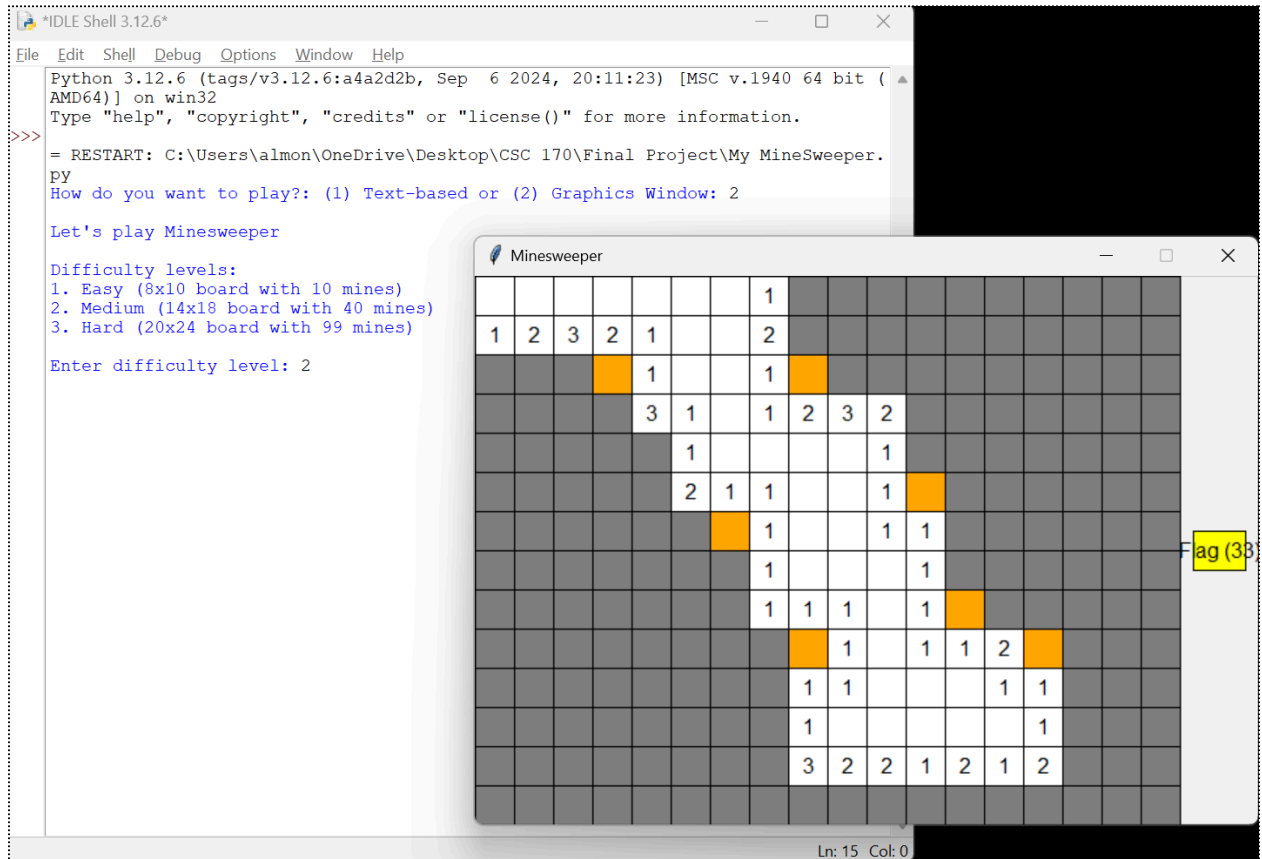 *IDLE Shell 3.12.6*
File Edit Shell Debug Options Window Help
Python 3.12.6 (tags/v3.12.6:a4a2d2b, Sep  6 2024, 20:11:23) [MSC v.1940 64 bit (
AMD64)] on win32
Type "help", "copyright", "credits" or "license()" for more information.
>>>
= RESTART: C:\Users\almon\OneDrive\Desktop\CSC 170\Final Project\My MineSweeper.
py
How do you want to play?: (1) Text-based or (2) Graphics Window: 2
Let's play Minesweeper
Difficulty levels:
1. Easy (8x10 board with 10 mines)
2. Medium (14x18 board with 40 mines)
3. Hard (20x24 board with 99 mines)
Enter difficulty level: 2
Minesweeper
1
1 2 3 2 1 2
1 1
3 1 1 2 3 2
1 1
2 1 1 1
1 1 1
1 1
1 1 1 1
1 1 1 2
1 1 1 1
1 1
3 2 2 1 2 1 2
Flag (33)
Ln: 15 Col: 0